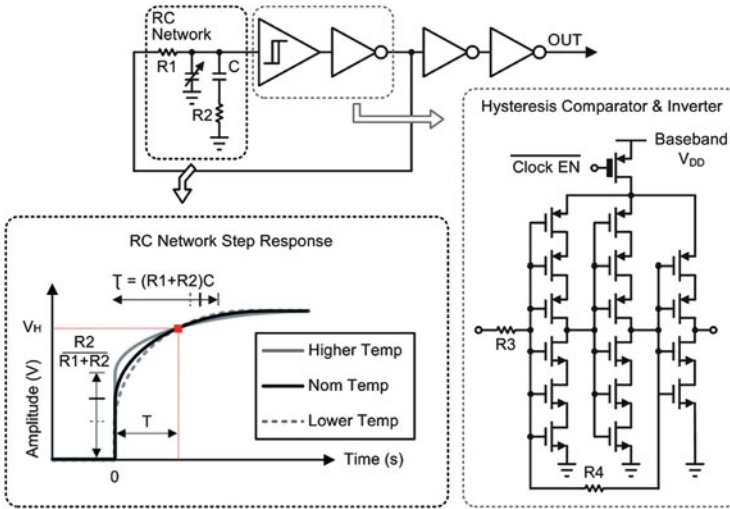 RC
Network
R1
C
R2
OUT
Hysteresis Comparator & Inverter
Baseband
VDD
Clock EN
R3
R4
RC Network Step Response
τ = (R1+R2)C
VH
R2
R1+R2
Amplitude (V)
T
Higher Temp
Nom Temp
Lower Temp
0
Time (s)